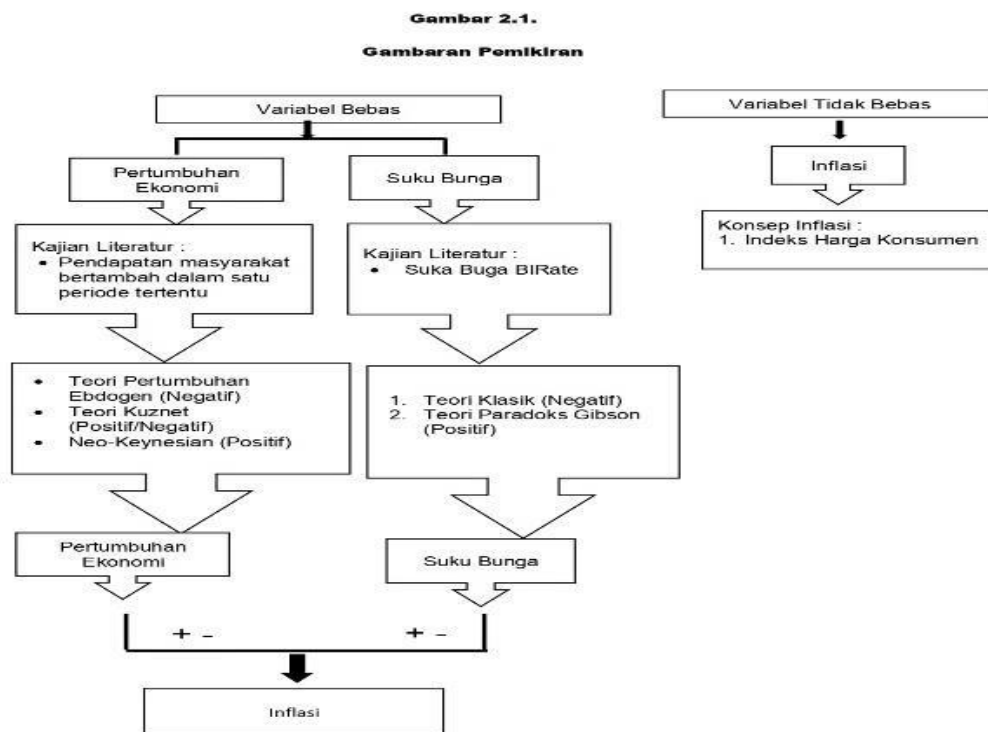 Gambar 2.1.
Gambaran Pemikiran
Variabel Bebas
Variabel Tidak Bebas
Pertumbuhan
Ekonomi
Suku Bunga
Inflasi
Kajian Literatur :
• Pendapatan masyarakat
bertambah dalam satu
periode tertentu
Kajian Literatur :
• Suka Buga BIRate
Konsep Inflasi :
1. Indeks Harga Konsumen
• Teori Pertumbuhan
Ebdogen (Negatif)
• Teori Kuznet
(Positif/Negatif)
• Neo-Keynesian (Positif)
1. Teori Klasik (Negatif)
2. Teori Paradoks Gibson
(Positif)
Pertumbuhan
Ekonomi
Suku Bunga
+ -
+ -
Inflasi